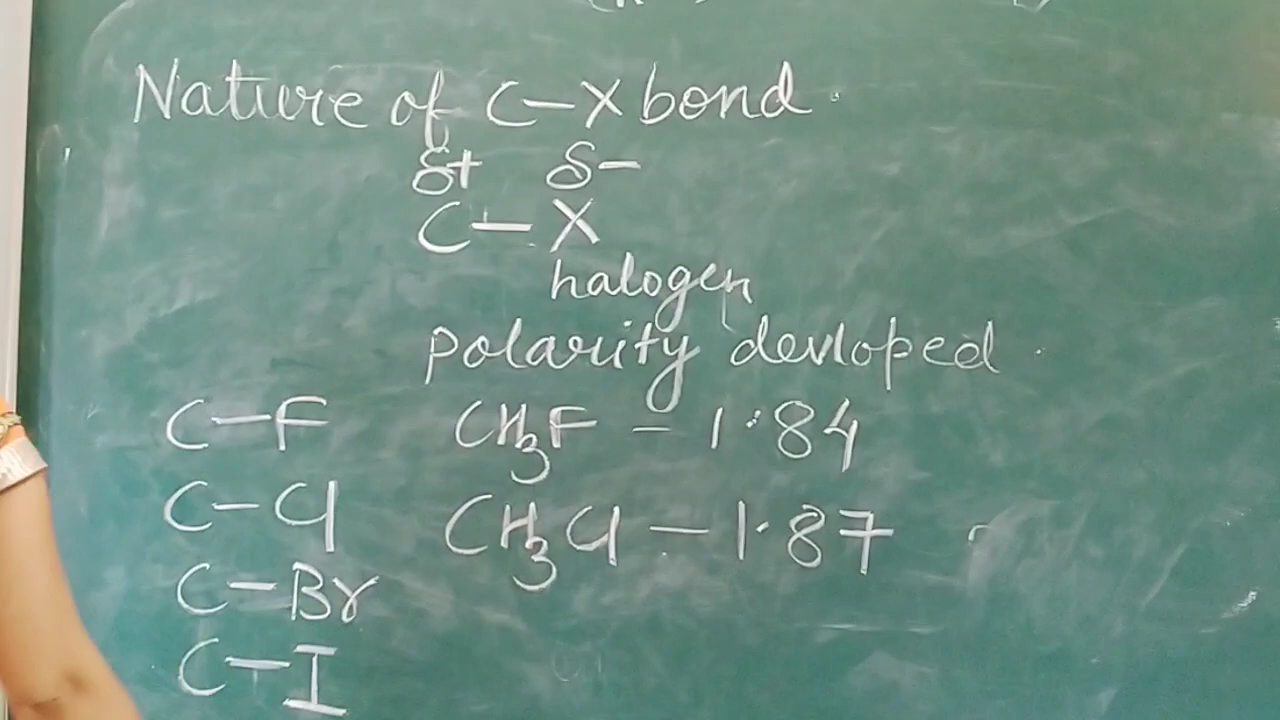 Nature of C-X bond.
δ+ δ-
C-X
halogen
polarity devloped.
C-F CH3F - 1.84
C-Cl CH3Cl - 1.87
C-Br
C-I